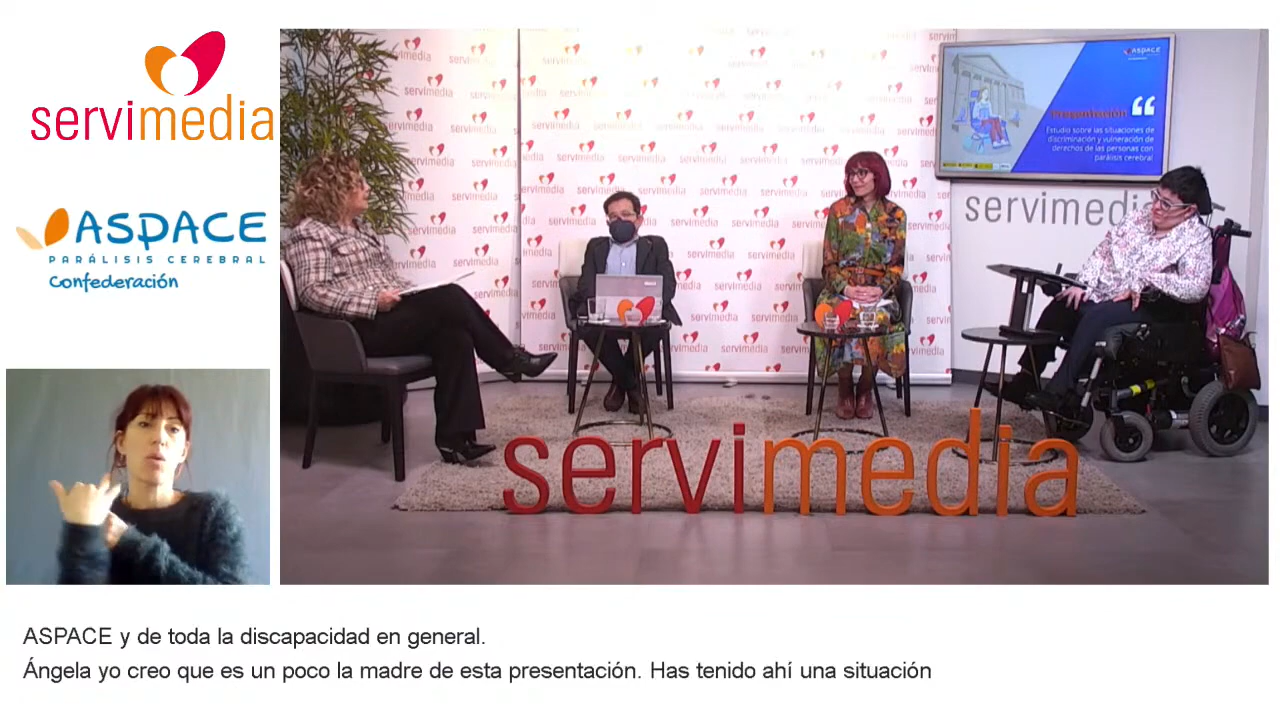 servimedia
ASPACE
PARÁLISIS CEREBRAL
Confederación
ASPACE
Presentación
Estudio sobre las situaciones de
discriminación y vulneración de
derechos de las personas con
parálisis cerebral
servimedia
servimedia
ASPACE y de toda la discapacidad en general.
Ángela yo creo que es un poco la madre de esta presentación. Has tenido ahí una situación